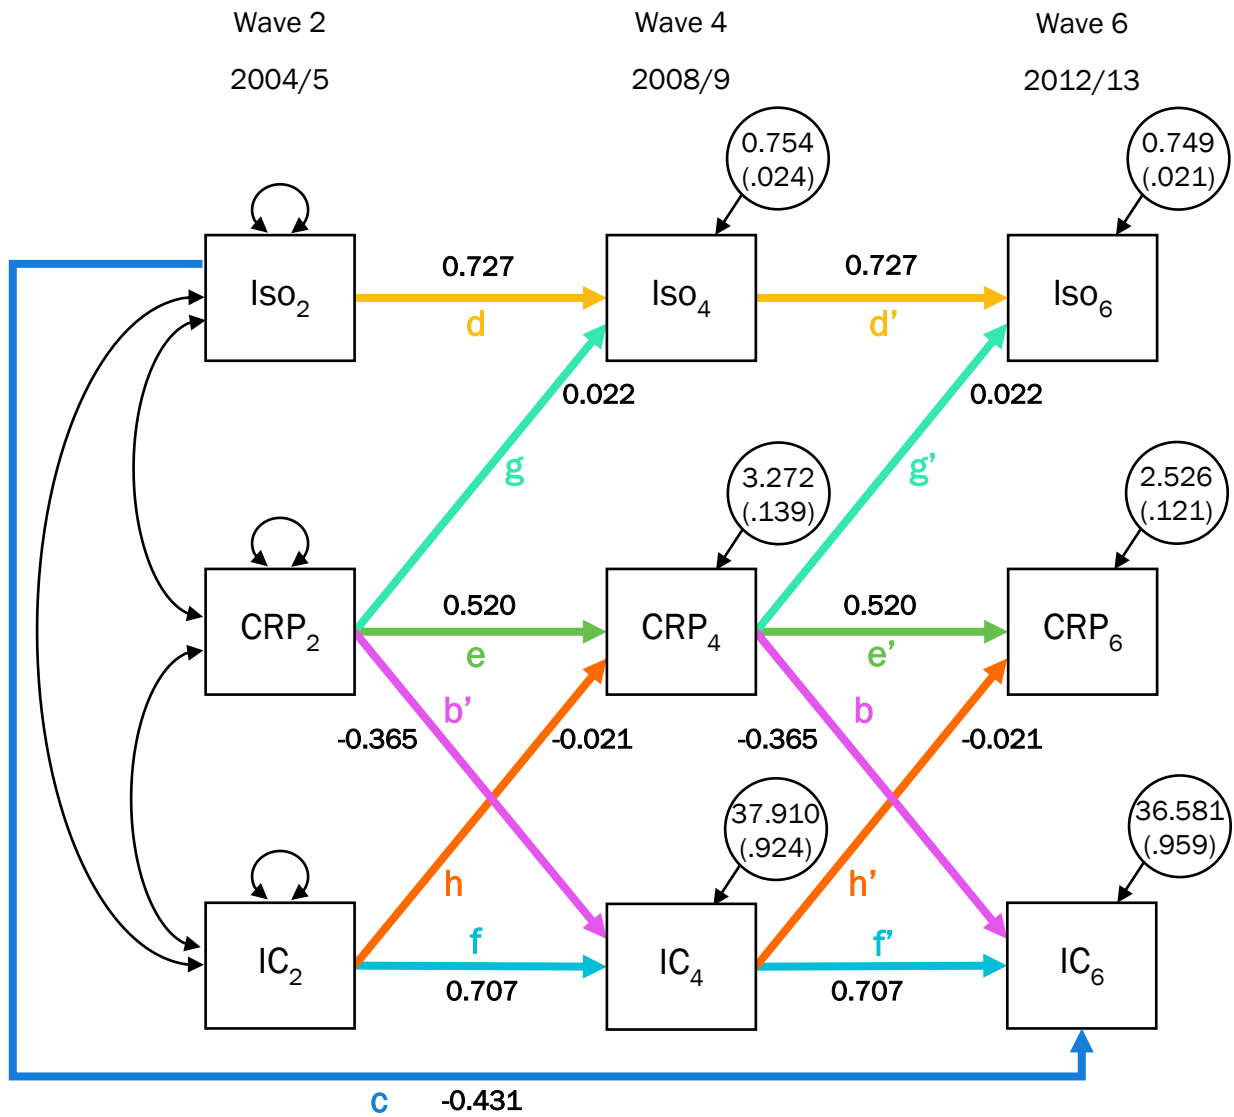 Wave 2
Wave 4
Wave 6
2004/5
2008/9
2012/13
0.754
(.024)
0.749
(.021)
0.727
0.727
Iso2
Iso4
Iso6
d
d’
0.022
0.022
g
g’
3.272
(.139)
2.526
(.121)
0.520
0.520
CRP2
CRP4
CRP6
e
e’
b’
b
-0.365
-0.021
-0.365
-0.021
37.910
(.924)
36.581
(.959)
h
h’
f
f’
IC2
IC4
IC6
0.707
0.707
c
-0.431